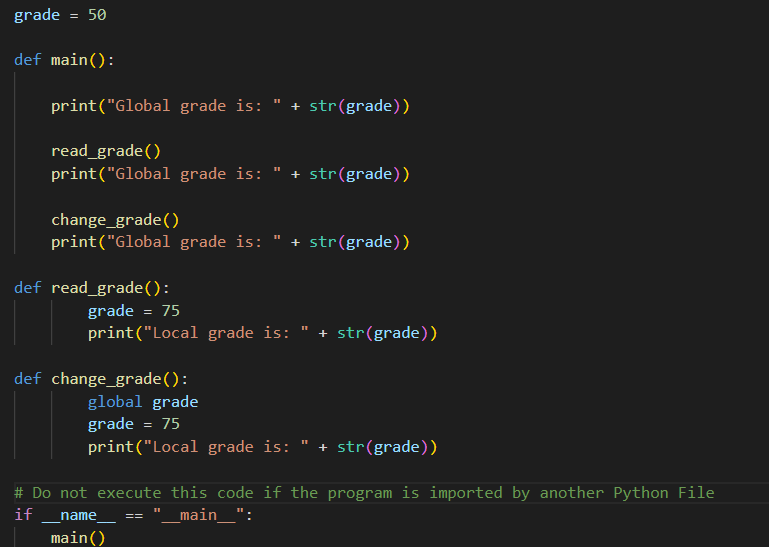 grade = 50
def main():
print("Global grade is: " + str(grade))
read_grade()
print("Global grade is: " + str(grade))
change_grade()
print("Global grade is: " + str(grade))
def read_grade():
grade = 75
print("Local grade is: " + str(grade))
def change_grade():
global grade
grade = 75
print("Local grade is: " + str(grade))
# Do not execute this code if the program is imported by another Python File
if __name__ == "__main__":
main()